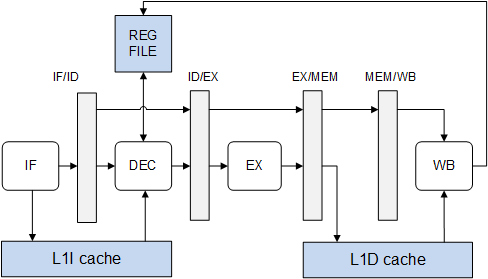 REG
FILE
IF/ID
ID/EX
EX/MEM
MEM/WB
IF
DEC
EX
WB
L1I cache
L1D cache